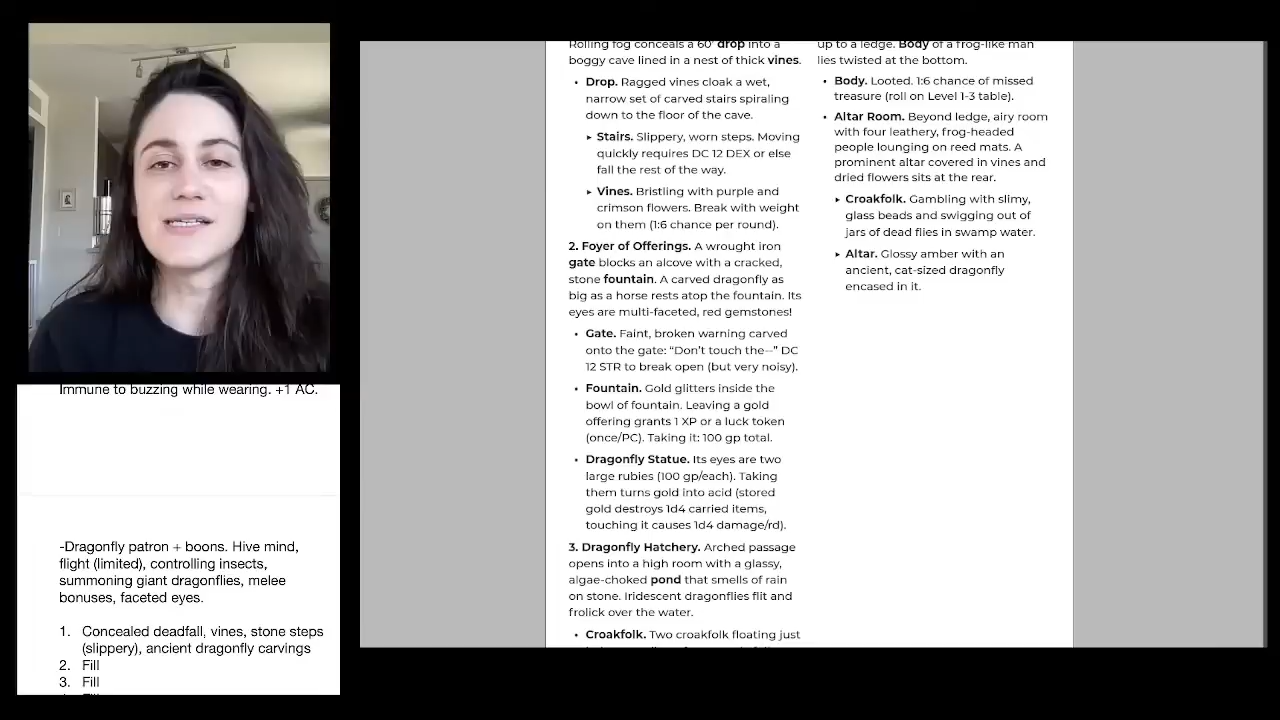 Rolling fog conceals a 60' drop into a
boggy cave lined in a nest of thick vines.
• Drop. Ragged vines cloak a wet,
narrow set of carved stairs spiraling
down to the floor of the cave.
▸ Stairs. Slippery, worn steps. Moving
quickly requires DC 12 DEX or else
fall the rest of the way.
▸ Vines. Bristling with purple and
crimson flowers. Break with weight
on them (1:6 chance per round).
2. Foyer of Offerings. A wrought iron
gate blocks an alcove with a cracked,
stone fountain. A carved dragonfly as
big as a horse rests atop the fountain. Its
eyes are multi-faceted, red gemstones!
• Gate. Faint, broken warning carved
onto the gate: “Don't touch the--” DC
12 STR to break open (but very noisy).
• Fountain. Gold glitters inside the
bowl of fountain. Leaving a gold
offering grants 1 XP or a luck token
(once/PC). Taking it: 100 gp total.
• Dragonfly Statue. Its eyes are two
large rubies (100 gp/each). Taking
them turns gold into acid (stored
gold destroys 1d4 carried items,
touching it causes 1d4 damage/rd).
3. Dragonfly Hatchery. Arched passage
opens into a high room with a glassy,
algae-choked pond that smells of rain
on stone. Iridescent dragonflies flit and
frolick over the water.
• Croakfolk. Two croakfolk floating just
up to a ledge. Body of a frog-like man
lies twisted at the bottom.
• Body. Looted. 1:6 chance of missed
treasure (roll on Level 1-3 table).
• Altar Room. Beyond ledge, airy room
with four leathery, frog-headed
people lounging on reed mats. A
prominent altar covered in vines and
dried flowers sits at the rear.
▸ Croakfolk. Gambling with slimy,
glass beads and swigging out of
jars of dead flies in swamp water.
▸ Altar. Glossy amber with an
ancient, cat-sized dragonfly
encased in it.
Immune to buzzing while wearing. +1 AC.
-Dragonfly patron + boons. Hive mind,
flight (limited), controlling insects,
summoning giant dragonflies, melee
bonuses, faceted eyes.
1. Concealed deadfall, vines, stone steps
(slippery), ancient dragonfly carvings
2. Fill
3. Fill